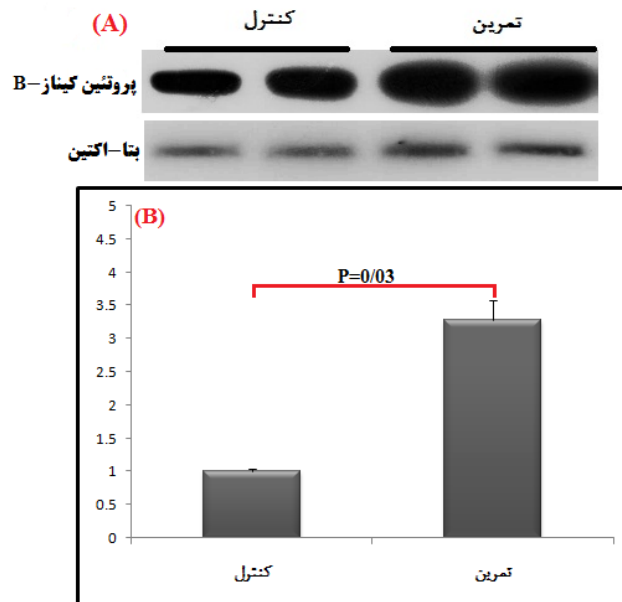 (A)
کنترل
تمرین
پروتئین کیناز-B
بتا-اکتین
(B)
5
4.5
4
3.5
3
2.5
2
1.5
1
0.5
0
P=0/03
کنترل
تمرین